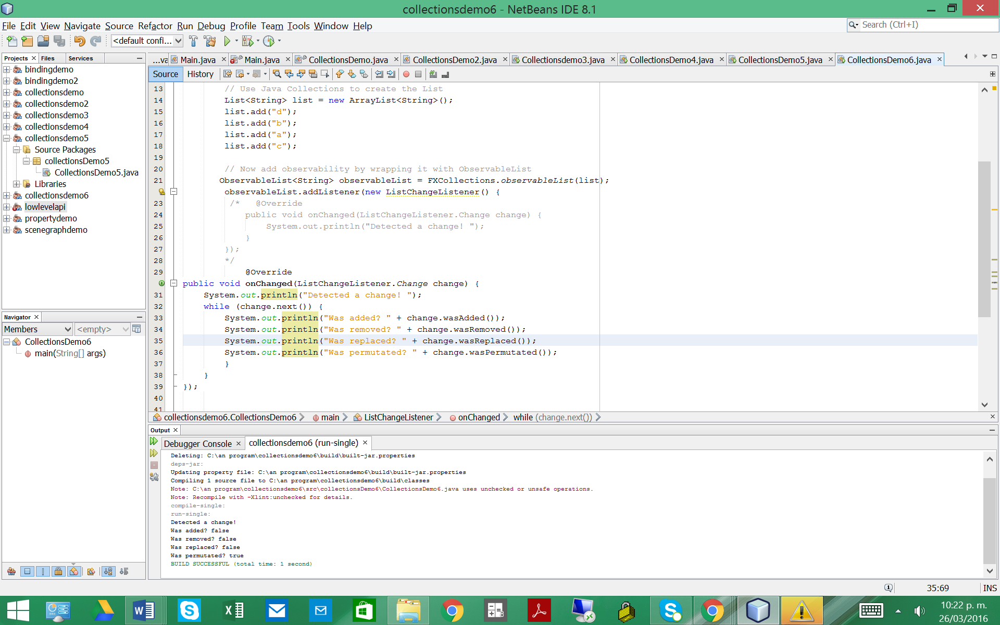 collectionsdemo6 - NetBeans IDE 8.1
File Edit View Navigate Source Refactor Run Debug Profile Team Tools Window Help
Search (Ctrl+I)
<default confi...
Projects Files Services
bindingdemo
bindingdemo2
collectionsdemo
collectionsdemo2
collectionsdemo3
collectionsdemo4
collectionsdemo5
Source Packages
collectionsDemo5
CollectionsDemo5.java
Libraries
collectionsdemo6
lowlevelapi
propertydemo
scenegraphdemo
Navigator
Members <empty>
CollectionsDemo6
main(String[] args)
...va Main.java Main.java CollectionsDemo.java CollectionsDemo2.java Collectionsdemo3.java CollectionsDemo4.java CollectionsDemo5.java CollectionsDemo6.java
Source History
13 // Use Java Collections to create the List
14 List<String> list = new ArrayList<String>();
15 list.add("d");
16 list.add("b");
17 list.add("a");
18 list.add("c");
19
20 // Now add observability by wrapping it with ObservableList
21 ObservableList<String> observableList = FXCollections.observableList(list);
observableList.addListener(new ListChangeListener() {
23 /* @Override
24 public void onChanged(ListChangeListener.Change change) {
25 System.out.println("Detected a change! ");
26 }
27 });
28 */
29 @Override
public void onChanged(ListChangeListener.Change change) {
31 System.out.println("Detected a change! ");
32 while (change.next()) {
33 System.out.println("Was added? " + change.wasAdded());
34 System.out.println("Was removed? " + change.wasRemoved());
35 System.out.println("Was replaced? " + change.wasReplaced());
36 System.out.println("Was permutated? " + change.wasPermutated());
37 }
38 }
39 });
40
41
collectionsdemo6.CollectionsDemo6 main ListChangeListener onChanged while (change.next())
Output
Debugger Console collectionsdemo6 (run-single)
Deleting: C:\an program\collectionsdemo6\build\built-jar.properties
deps-jar:
Updating property file: C:\an program\collectionsdemo6\build\built-jar.properties
Compiling 1 source file to C:\an program\collectionsdemo6\build\classes
Note: C:\an program\collectionsdemo6\src\collectionsDemo6\CollectionsDemo6.java uses unchecked or unsafe operations.
Note: Recompile with -Xlint:unchecked for details.
compile-single:
run-single:
Detected a change!
Was added? false
Was removed? false
Was replaced? false
Was permutated? true
BUILD SUCCESSFUL (total time: 1 second)
35:69 INS
10:22 p. m.
26/03/2016